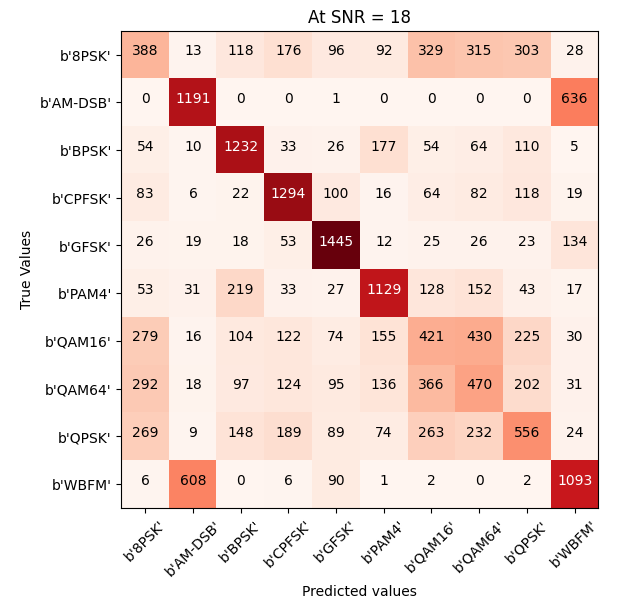 At SNR = 18
b'8PSK' 388 13 118 176 96 92 329 315 303 28
b'AM-DSB' 0 1191 0 0 1 0 0 0 0 636
b'BPSK' 54 10 1232 33 26 177 54 64 110 5
b'CPFSK' 83 6 22 1294 100 16 64 82 118 19
b'GFSK' 26 19 18 53 1445 12 25 26 23 134
b'PAM4' 53 31 219 33 27 1129 128 152 43 17
b'QAM16' 279 16 104 122 74 155 421 430 225 30
b'QAM64' 292 18 97 124 95 136 366 470 202 31
b'QPSK' 269 9 148 189 89 74 263 232 556 24
b'WBFM' 6 608 0 6 90 1 2 0 2 1093
b'8PSK' b'AM-DSB' b'BPSK' b'CPFSK' b'GFSK' b'PAM4' b'QAM16' b'QAM64' b'QPSK' b'WBFM'
Predicted values
True Values